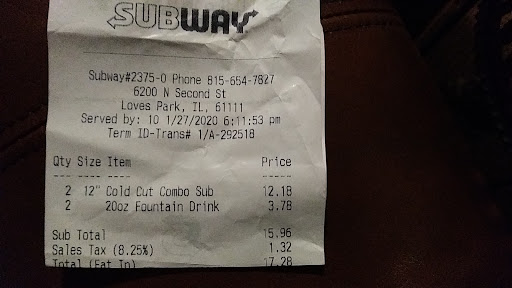 SUBWAY
Subway#2375-0 Phone 815-654-7827
6200 N Second St
Loves Park, IL, 61111
Served by: 10 1/27/2020 6:11:53 pm
Term ID-Trans# 1/A-292518
Qty Size Item Price
--- ---- ---- -----
2 12" Cold Cut Combo Sub 12.18
2 20oz Fountain Drink 3.78
Sub Total 15.96
Sales Tax (8.25%) 1.32
Total (Eat In) 17.28